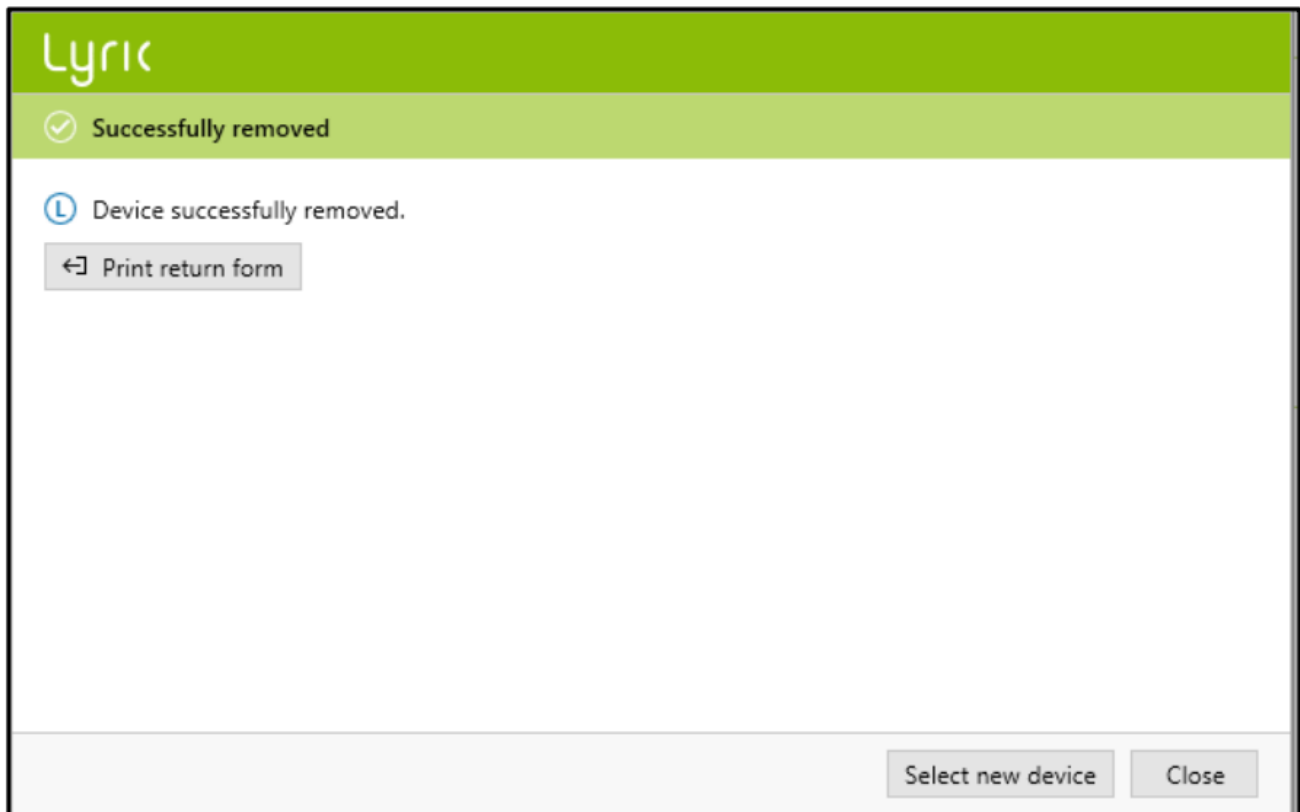 Lyric
Successfully removed
L Device successfully removed.
Print return form
Select new device Close